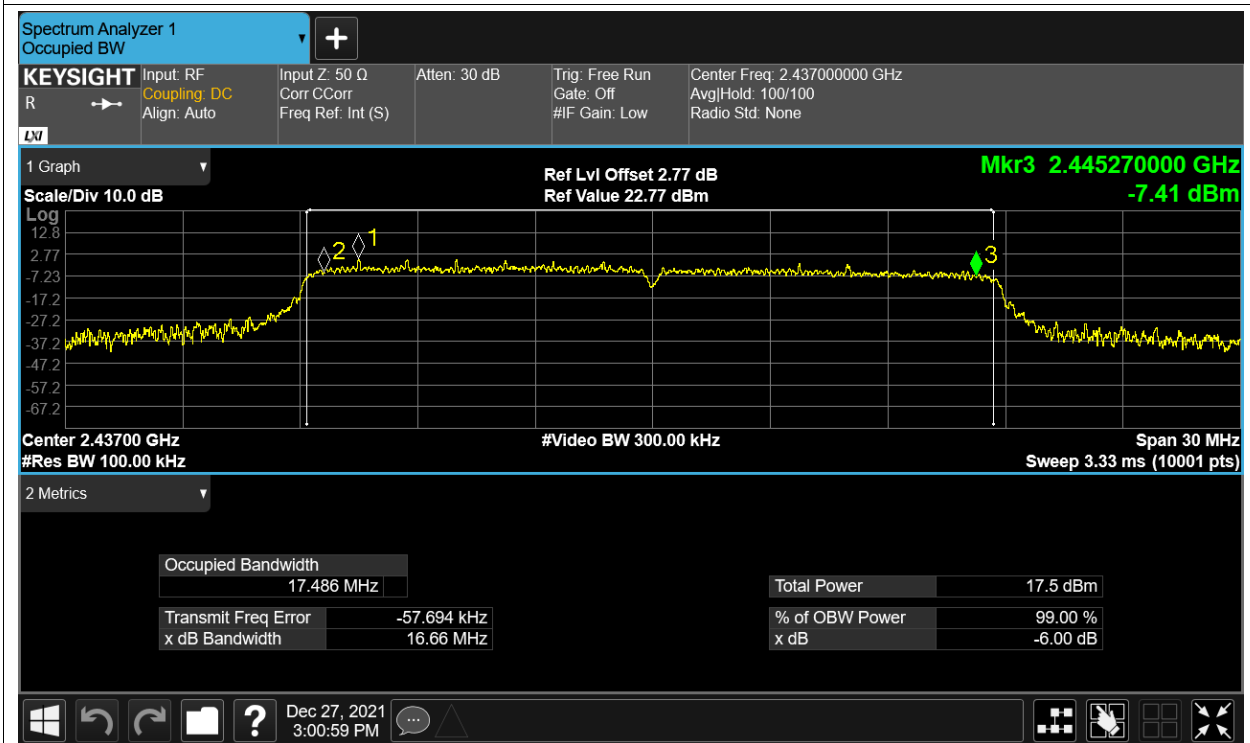 Spectrum Analyzer 1
Occupied BW
KEYSIGHT
R
LXI
Input: RF
Coupling: DC
Align: Auto
Input Z: 50 Ω
Corr CCorr
Freq Ref: Int (S)
Atten: 30 dB
Trig: Free Run
Gate: Off
#IF Gain: Low
Center Freq: 2.437000000 GHz
Avg|Hold: 100/100
Radio Std: None
1 Graph
Scale/Div 10.0 dB
Ref Lvl Offset 2.77 dB
Ref Value 22.77 dBm
Mkr3 2.445270000 GHz
-7.41 dBm
Log
12.8
2.77
-7.23
-17.2
-27.2
-37.2
-47.2
-57.2
-67.2
2
1
3
Center 2.43700 GHz
#Res BW 100.00 kHz
#Video BW 300.00 kHz
Span 30 MHz
Sweep 3.33 ms (10001 pts)
2 Metrics
Occupied Bandwidth
17.486 MHz
Transmit Freq Error -57.694 kHz
x dB Bandwidth 16.66 MHz
Total Power 17.5 dBm
% of OBW Power 99.00 %
x dB -6.00 dB
?
Dec 27, 2021
3:00:59 PM